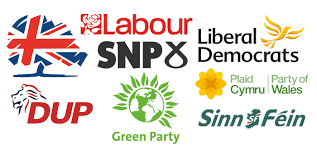 Labour
SNP
Liberal
Democrats
Plaid Party of
Cymru Wales
DUP
Green Party
Sinn Féin